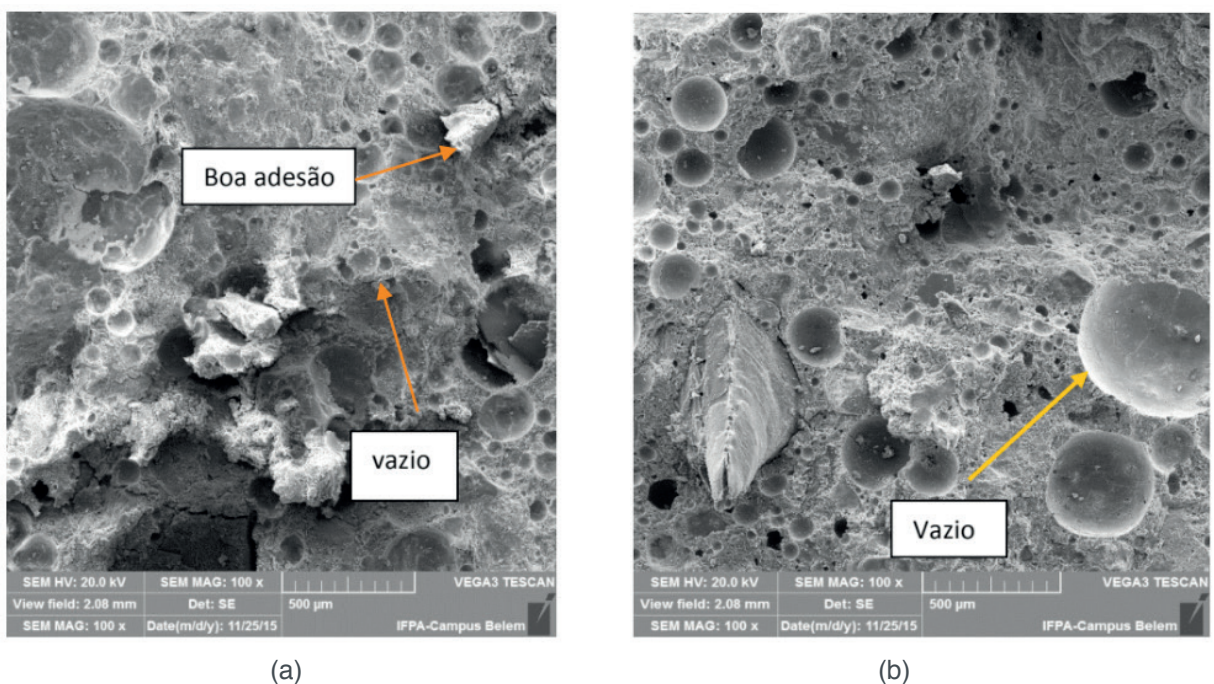 Boa adesão
vazio
SEM HV: 20.0 kV SEM MAG: 100 x VEGA3 TESCAN
View field: 2.08 mm Det: SE 500 µm
SEM MAG: 100 x Date(m/d/y): 11/25/15 IFPA-Campus Belem
(a)
Vazio
SEM HV: 20.0 kV SEM MAG: 100 x VEGA3 TESCAN
View field: 2.08 mm Det: SE 500 µm
SEM MAG: 100 x Date(m/d/y): 11/25/15 IFPA-Campus Belem
(b)